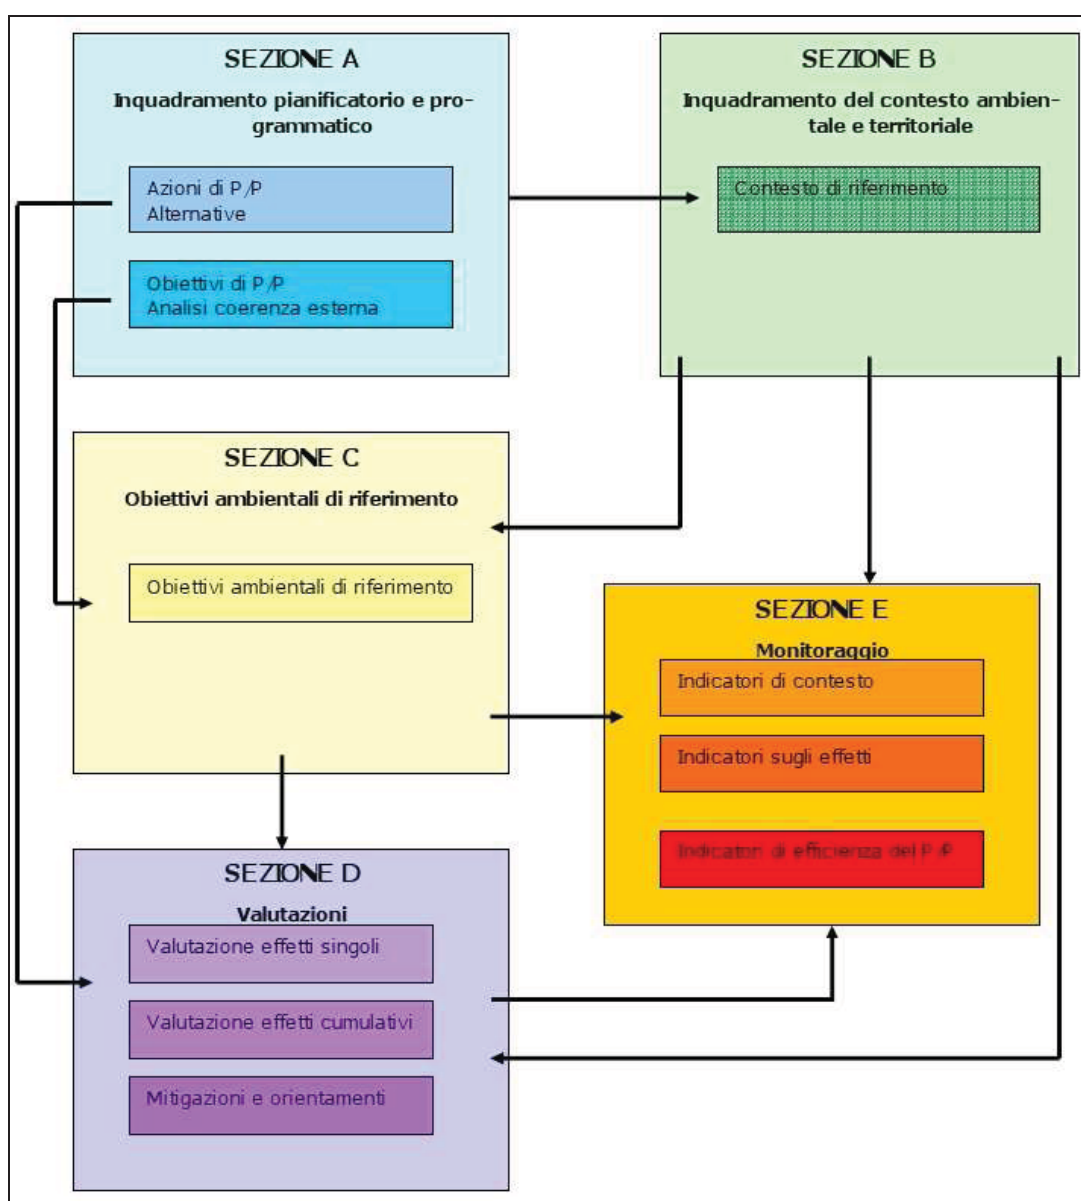 SEZIONE A
Inquadramento pianificatorio e pro-
grammatico
Azioni di P/P
Alternative
Obiettivi di P/P
Analisi coerenza esterna
SEZIONE B
Inquadramento del contesto ambien-
tale e territoriale
Contesto di riferimento
SEZIONE C
Obiettivi ambientali di riferimento
Obiettivi ambientali di riferimento
SEZIONE E
Monitoraggio
Indicatori di contesto
Indicatori sugli effetti
Indicatori di efficienza del P/P
SEZIONE D
Valutazioni
Valutazione effetti singoli
Valutazione effetti cumulativi
Mitigazioni e orientamenti